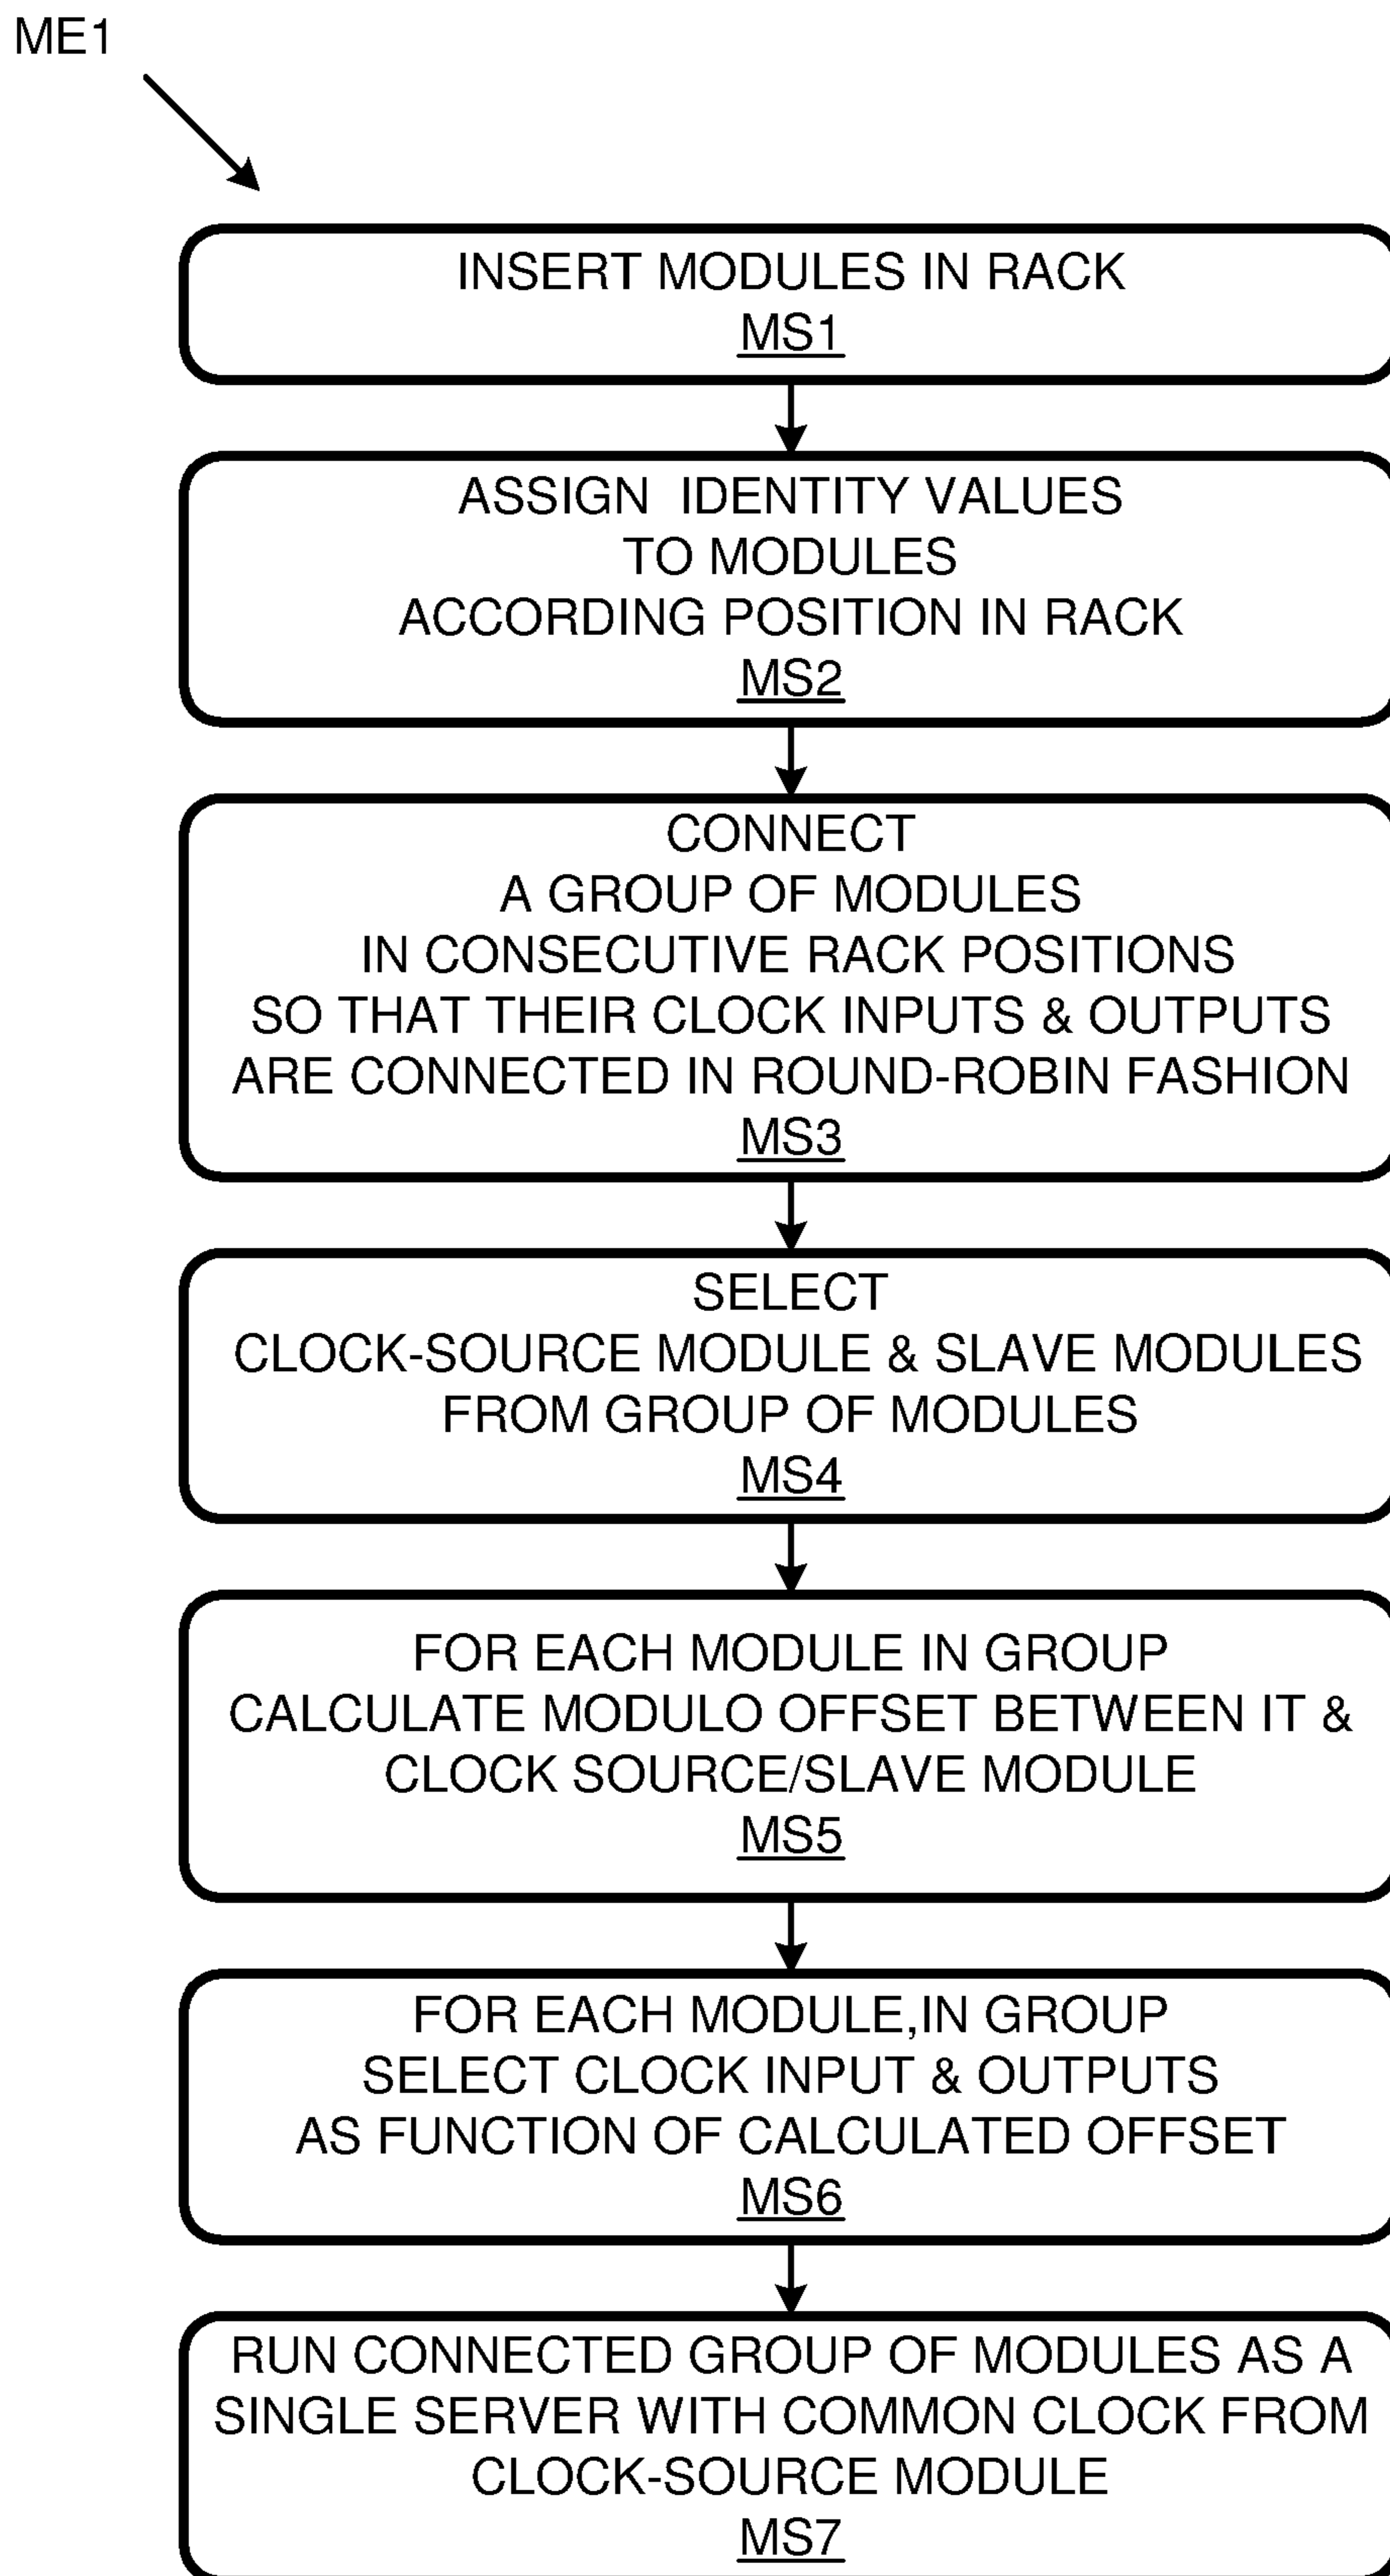 ME1
INSERT MODULES IN RACK
MS1
ASSIGN IDENTITY VALUES
TO MODULES
ACCORDING POSITION IN RACK
MS2
CONNECT
A GROUP OF MODULES
IN CONSECUTIVE RACK POSITIONS
SO THAT THEIR CLOCK INPUTS & OUTPUTS
ARE CONNECTED IN ROUND-ROBIN FASHION
MS3
SELECT
CLOCK-SOURCE MODULE & SLAVE MODULES
FROM GROUP OF MODULES
MS4
FOR EACH MODULE IN GROUP
CALCULATE MODULO OFFSET BETWEEN IT &
CLOCK SOURCE/SLAVE MODULE
MS5
FOR EACH MODULE,IN GROUP
SELECT CLOCK INPUT & OUTPUTS
AS FUNCTION OF CALCULATED OFFSET
MS6
RUN CONNECTED GROUP OF MODULES AS A
SINGLE SERVER WITH COMMON CLOCK FROM
CLOCK-SOURCE MODULE
MS7